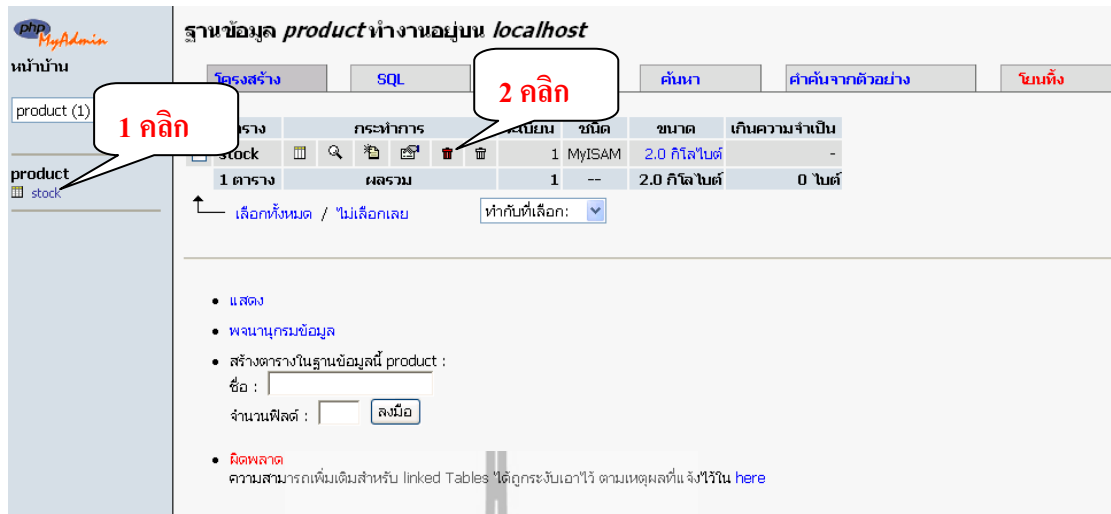 php
MyAdmin
หน้าบ้าน
product (1)
product
stock
ฐานข้อมูล product ทำงานอยู่บน localhost
โครงสร้าง SQL ค้นหา คำค้นจากตัวอย่าง โยนทิ้ง
1 คลิก
2 คลิก
กระทำการ ชนิด ขนาด เกินความจำเป็น
stock 1 MyISAM 2.0 กิโลไบต์ -
1 ตาราง ผลรวม 1 -- 2.0 กิโลไบต์ 0 ไบต์
เลือกทั้งหมด / ไม่เลือกเลย ทำกับที่เลือก:
แสดง
พจนานุกรมข้อมูล
สร้างตารางในฐานข้อมูลนี้ product :
ชื่อ :
จำนวนฟิลด์ : ลงมือ
ผิดพลาด
ความสามารถเพิ่มเติมสำหรับ linked Tables ได้ถูกระงับเอาไว้ ตามเหตุผลที่แจ้งไว้ใน here